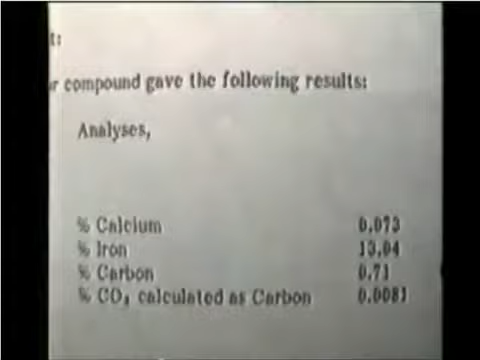 t:
r compound gave the following results:
Analyses,
% Calcium 0.073
% Iron 13.04
% Carbon 0.71
% CO₃ calculated as Carbon 0.0081